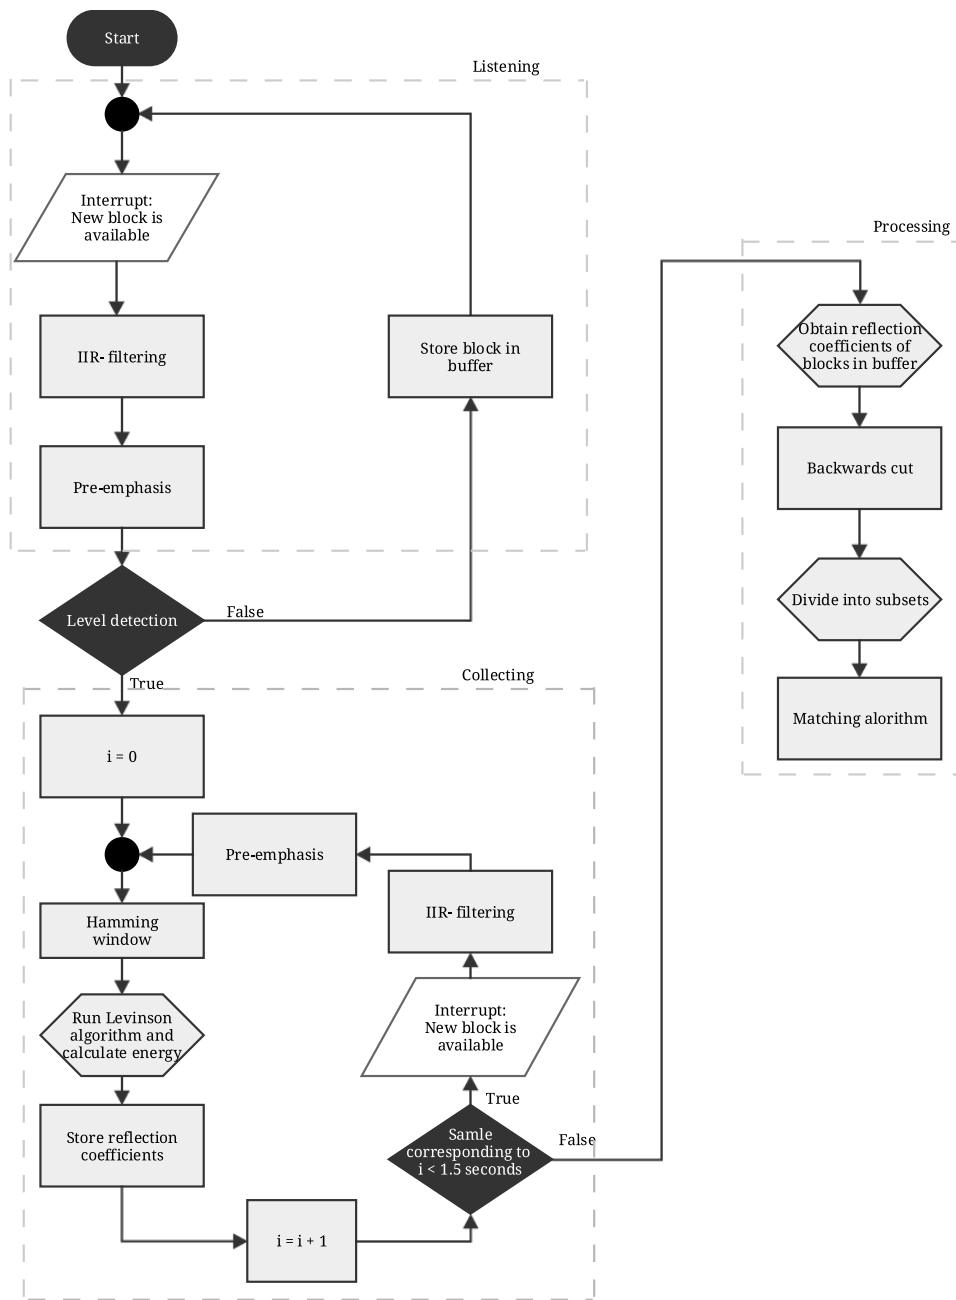 Start
Listening
Interrupt:
New block is
available
IIR- filtering
Pre-emphasis
Store block in
buffer
Level detection
False
True
Collecting
i = 0
Pre-emphasis
IIR- filtering
Hamming
window
Run Levinson
algorithm and
calculate energy
Interrupt:
New block is
available
Store reflection
coefficients
True
Samle
corresponding to
i < 1.5 seconds
False
i = i + 1
Processing
Obtain reflection
coefficients of
blocks in buffer
Backwards cut
Divide into subsets
Matching alorithm